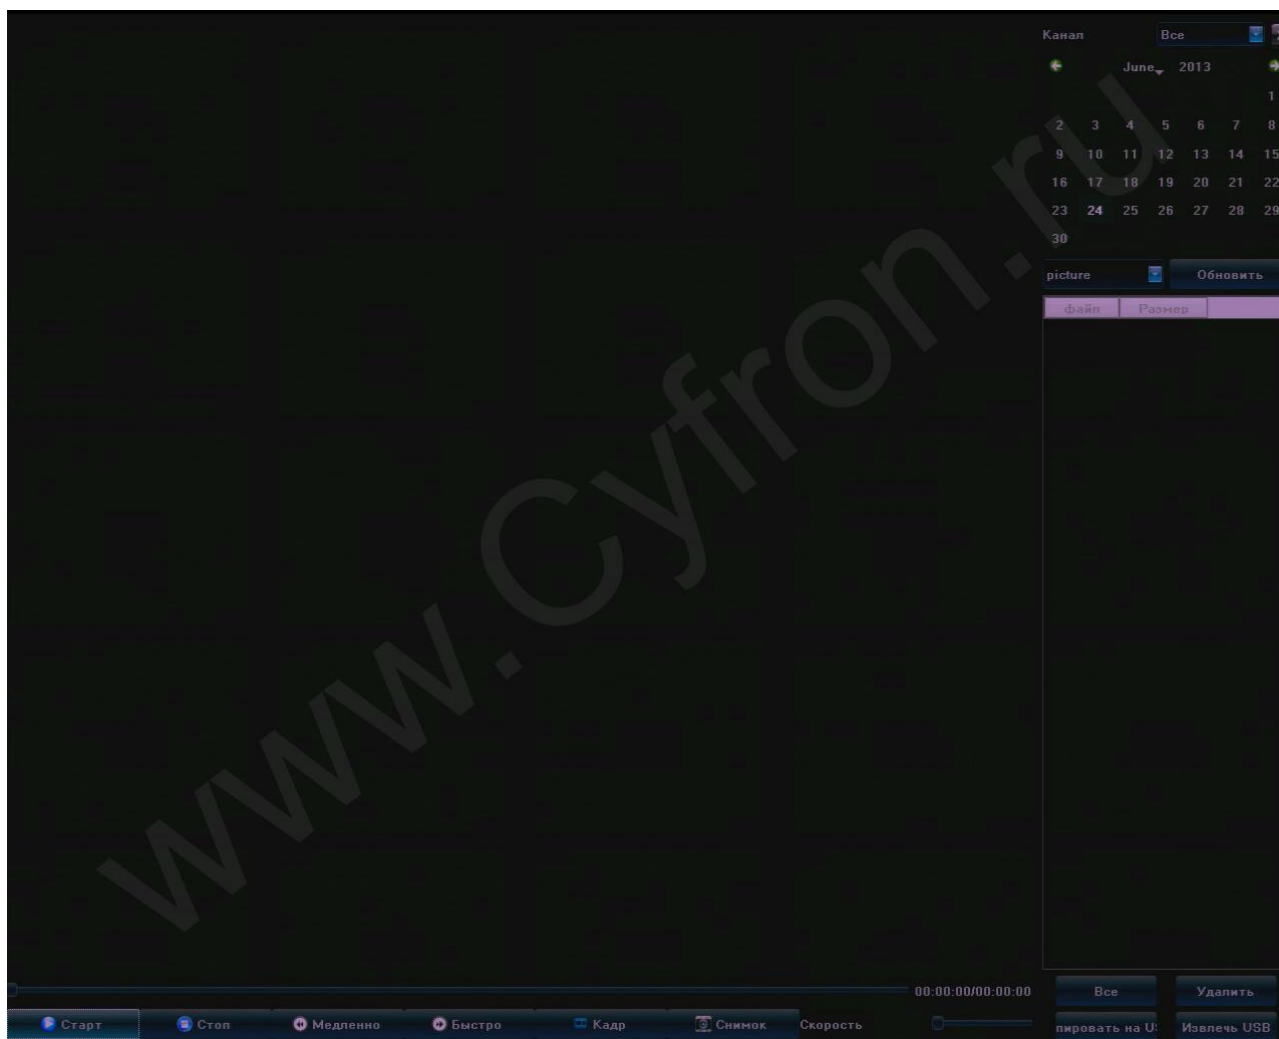 Канал Все
June 2013
1
2 3 4 5 6 7 8
9 10 11 12 13 14 15
16 17 18 19 20 21 22
23 24 25 26 27 28 29
30
picture Обновить
файл Размер
www.Cyfron.ru
00:00:00/00:00:00
Все Удалить
Старт Стоп Медленно Быстро Кадр Снимок Скорость
пировать на U Извлечь USB